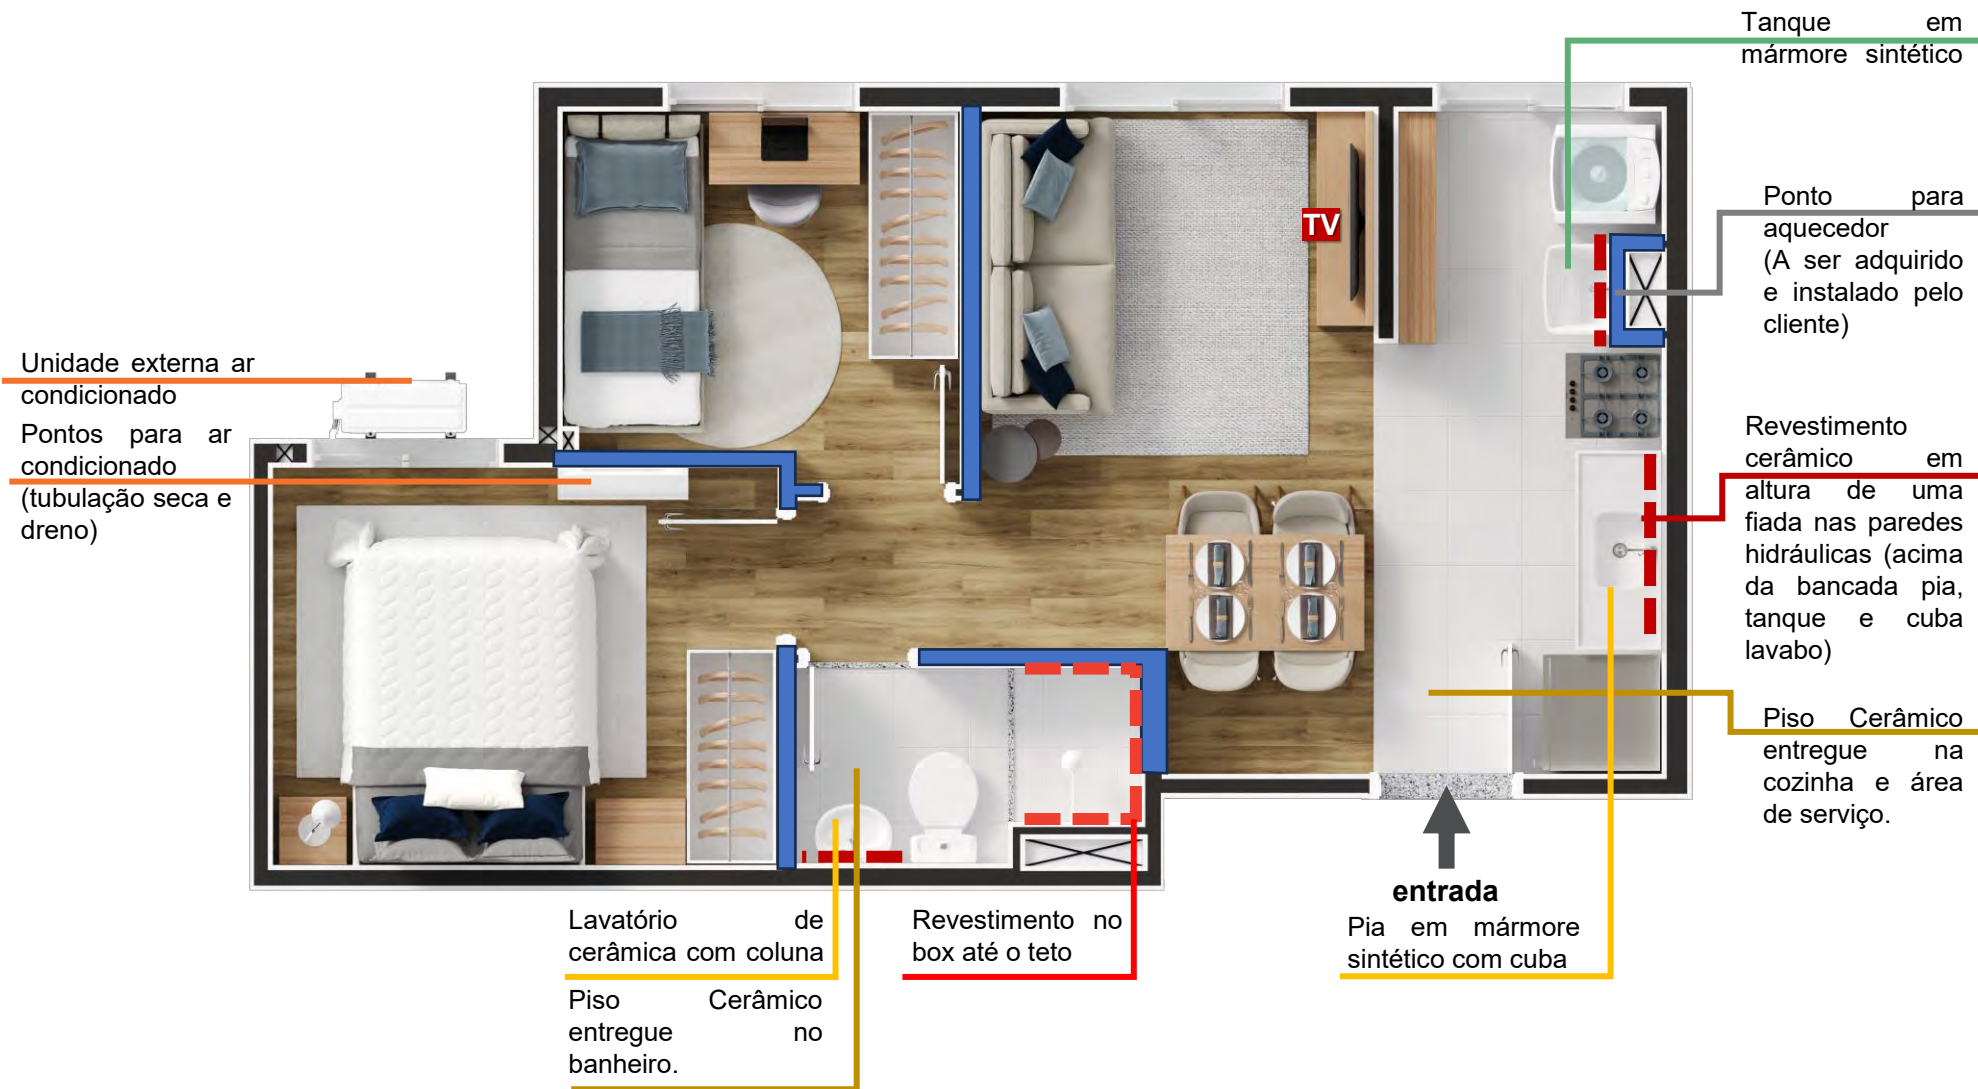 Tanque em
mármore sintético
Ponto para
aquecedor
(A ser adquirido
e instalado pelo
cliente)
TV
Unidade externa ar
condicionado
Pontos para ar
condicionado
(tubulação seca e
dreno)
Revestimento
cerâmico em
altura de uma
fiada nas paredes
hidráulicas (acima
da bancada pia,
tanque e cuba
lavabo)
Piso Cerâmico
entregue na
cozinha e área
de serviço.
entrada
Pia em mármore
sintético com cuba
Lavatório de
cerâmica com coluna
Revestimento no
box até o teto
Piso Cerâmico
entregue no
banheiro.